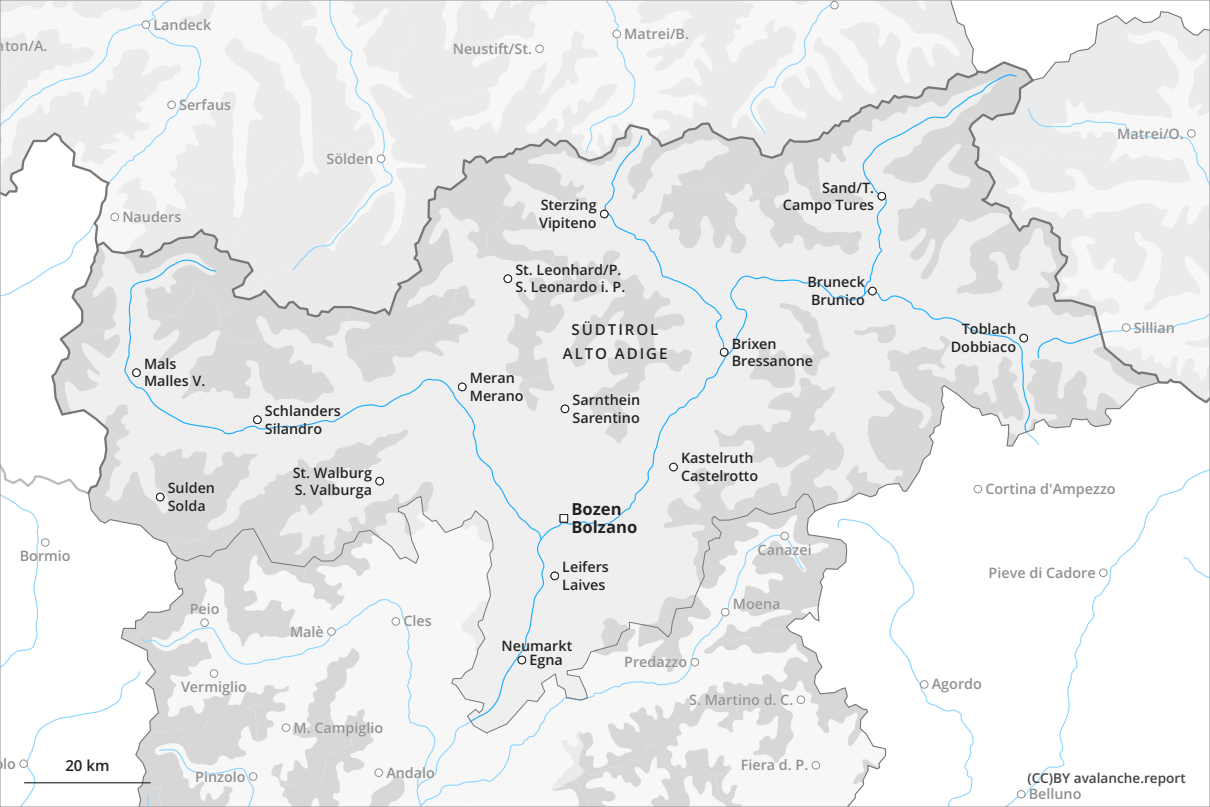 Landeck
Matrei/B.
Neustift/St.
nton/A.
Serfaus
Matrei/O.
Sölden
Sand/T.
Campo Tures
Nauders
Sterzing
Vipiteno
St. Leonhard/P.
S. Leonardo i. P.
Bruneck
Brunico
SÜDTIROL
ALTO ADIGE
Toblach
Dobbiaco
Sillian
Brixen
Bressanone
Mals
Malles V.
Meran
Merano
Schlanders
Silandro
Sarnthein
Sarentino
Kastelruth
Castelrotto
St. Walburg
S. Valburga
Sulden
Solda
Cortina d'Ampezzo
Bozen
Bolzano
Bormio
Canazei
Leifers
Laives
Pieve di Cadore
Peio
Moena
Malè
Cles
Neumarkt
Egna
Predazzo
Vermiglio
Agordo
S. Martino d. C.
M. Campiglio
20 km
olo
Pinzolo
Andalo
Fiera d. P.
(CC)BY avalanche.report
Belluno